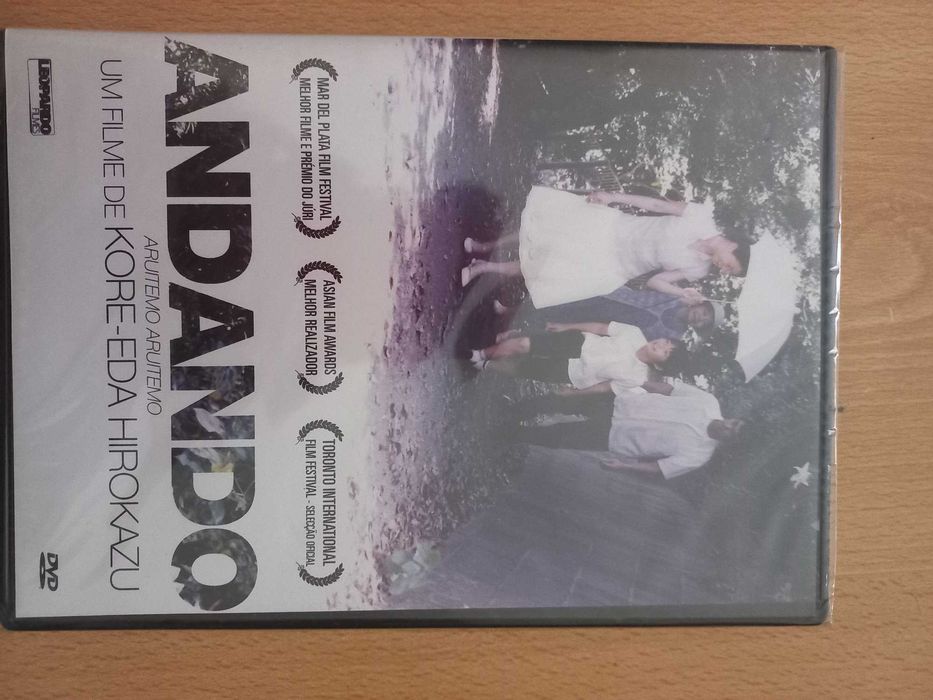 MAR DEL PLATA FILM FESTIVAL
MELHOR FILME E PRÉMIO DO JÚRI
ASIAN FILM AWARDS
MELHOR REALIZADOR
TORONTO INTERNATIONAL
FILM FESTIVAL - SELECÇÃO OFICIAL
ANDANDO
ARUITEMO ARUITEMO
UM FILME DE KORE-EDA HIROKAZU
LEOPARDO
FILMES
DVD